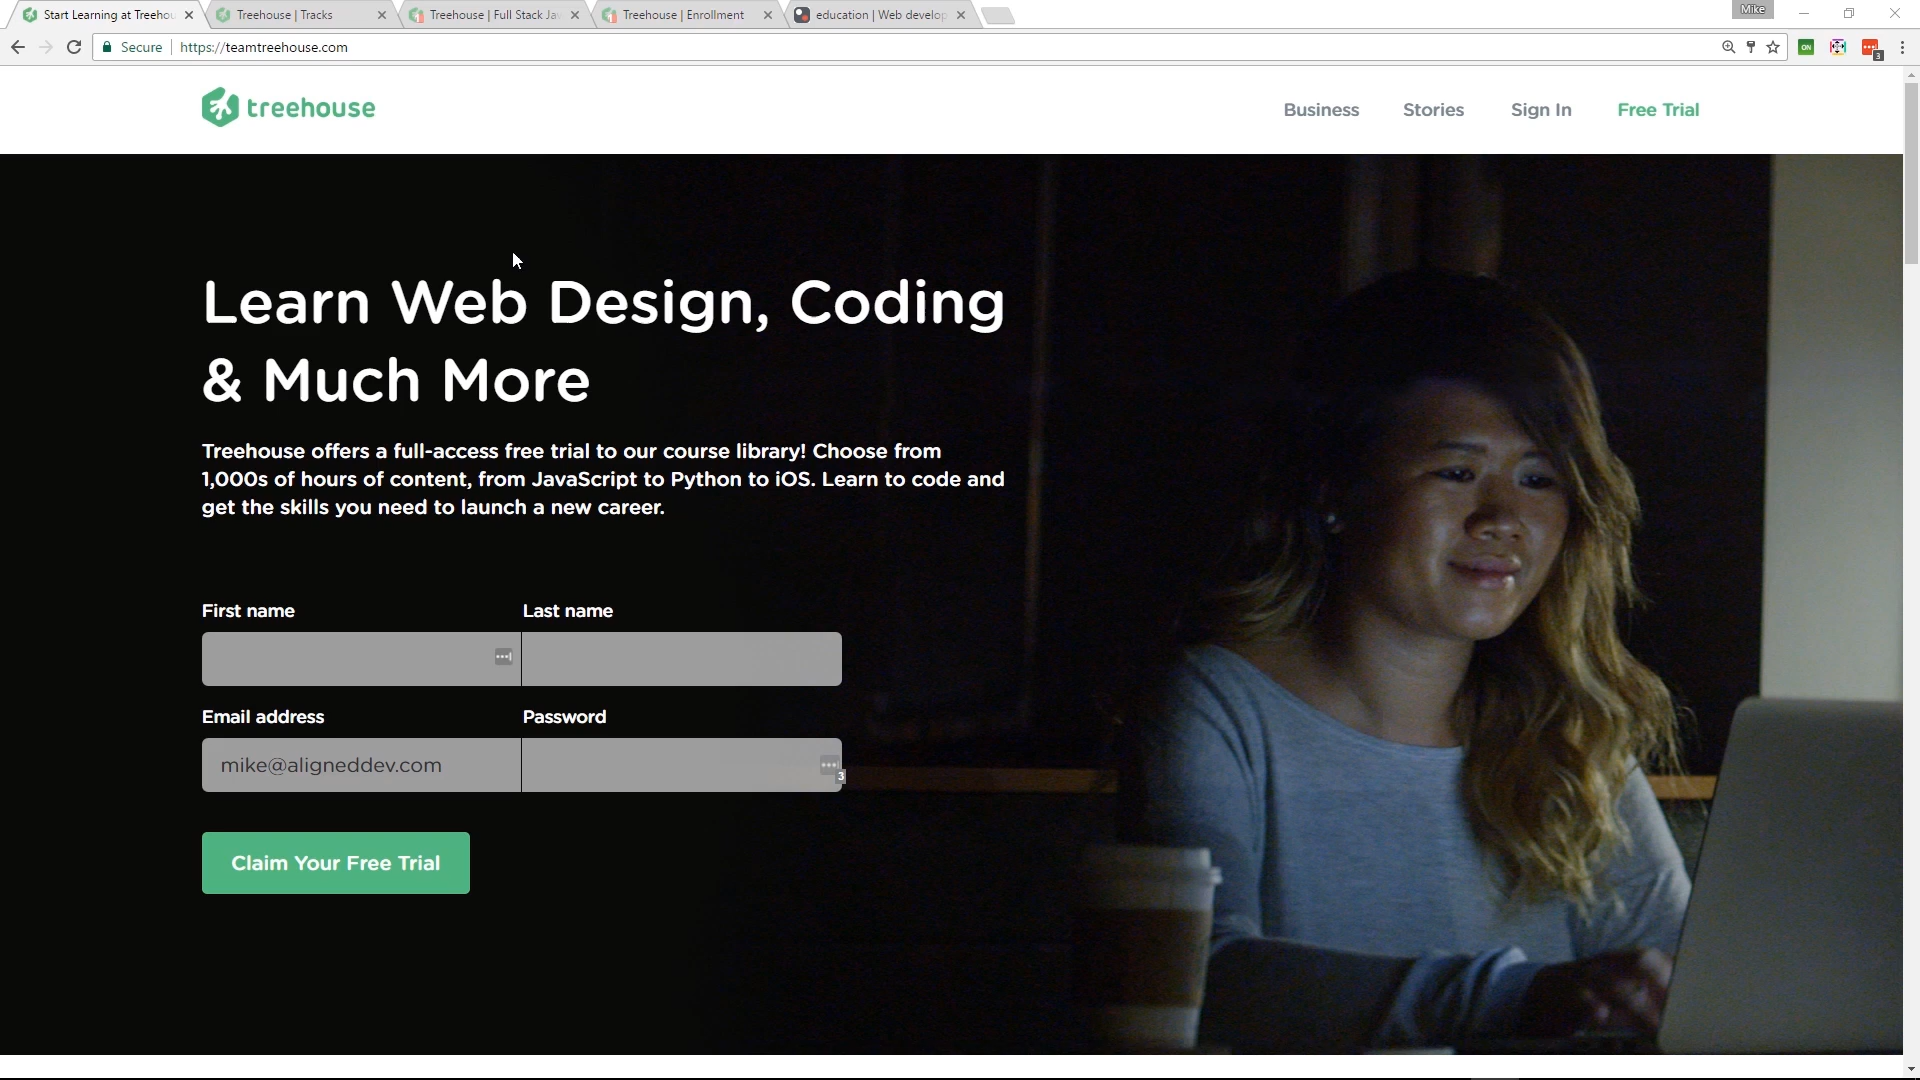 Start Learning at Treehou
Treehouse | Tracks
Treehouse | Full Stack Ja
Treehouse | Enrollment
education | Web develop
Mike
Secure
https://teamtreehouse.com
ON
3
treehouse
Business
Stories
Sign In
Free Trial
Learn Web Design, Coding
& Much More
Treehouse offers a full-access free trial to our course library! Choose from
1,000s of hours of content, from JavaScript to Python to iOS. Learn to code and
get the skills you need to launch a new career.
First name
Last name
Email address
Password
mike@aligneddev.com
3
Claim Your Free Trial